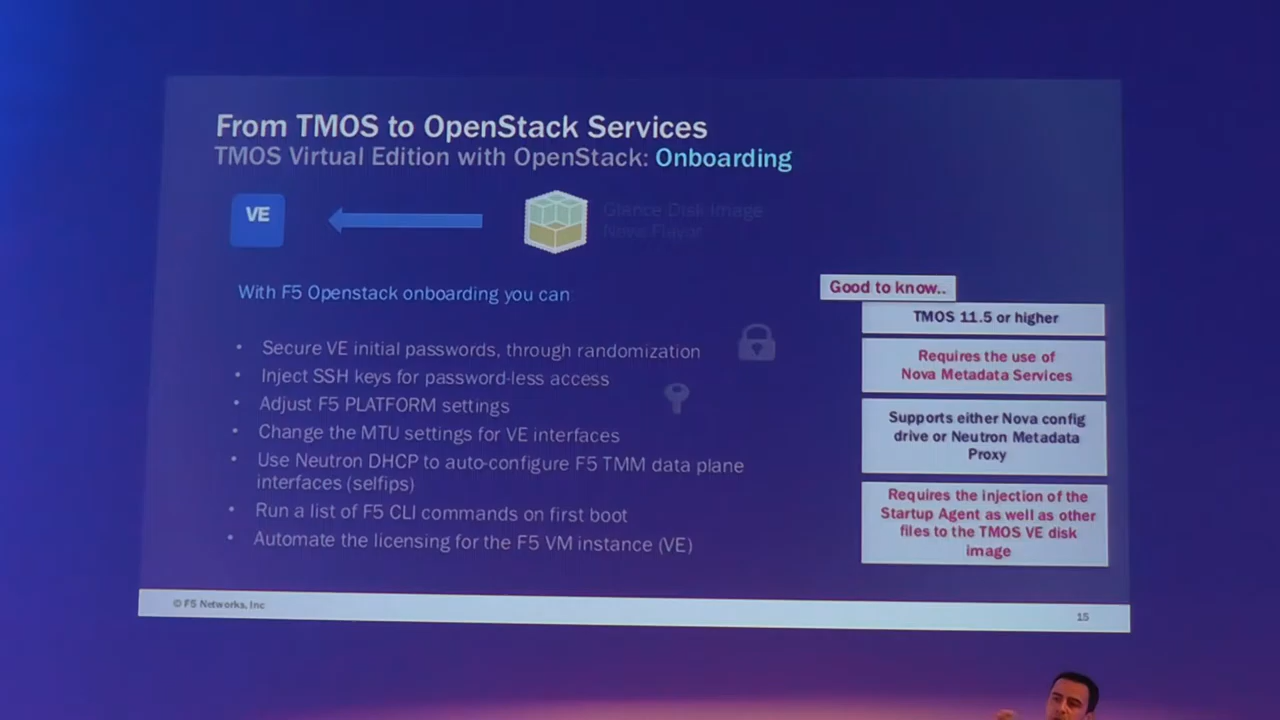 From TMOS to OpenStack Services
TMOS Virtual Edition with OpenStack: Onboarding
VE
Glance Disk Image
Nova Flavor
With F5 Openstack onboarding you can
• Secure VE initial passwords, through randomization
• Inject SSH keys for password-less access
• Adjust F5 PLATFORM settings
• Change the MTU settings for VE interfaces
• Use Neutron DHCP to auto-configure F5 TMM data plane
interfaces (selfips)
• Run a list of F5 CLI commands on first boot
• Automate the licensing for the F5 VM instance (VE)
Good to know..
TMOS 11.5 or higher
Requires the use of
Nova Metadata Services
Supports either Nova config
drive or Neutron Metadata
Proxy
Requires the injection of the
Startup Agent as well as other
files to the TMOS VE disk
image
© F5 Networks, Inc
15